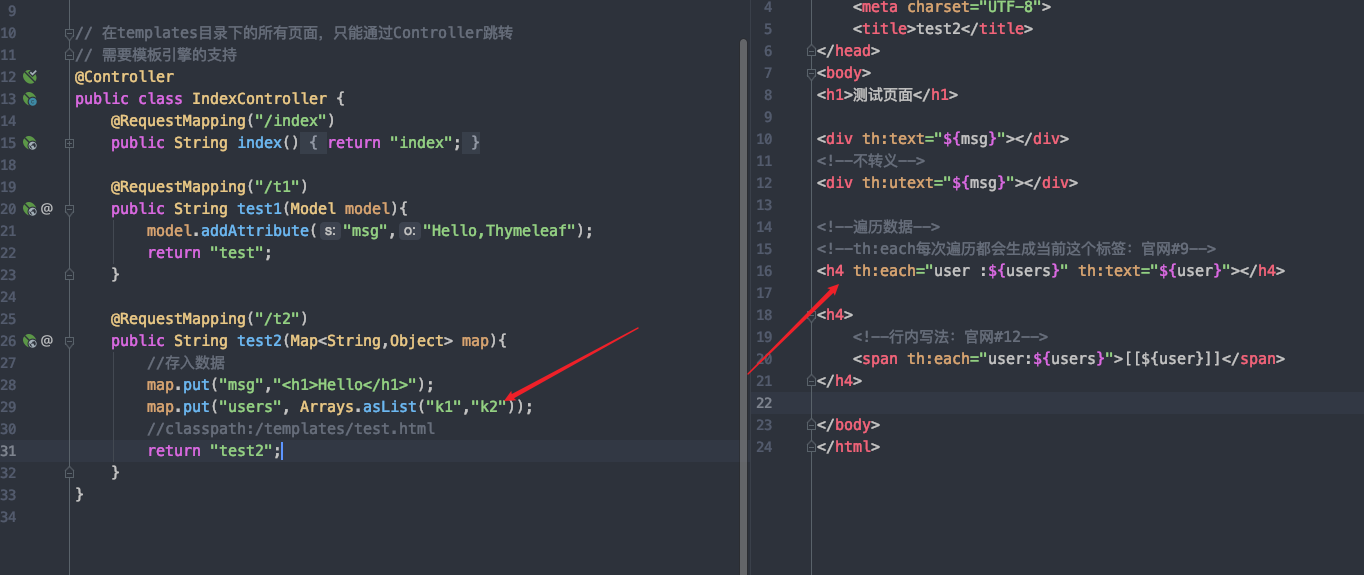 9
10 // 在templates目录下的所有页面，只能通过Controller跳转
11 // 需要模板引擎的支持
12 @Controller
13 public class IndexController {
14 @RequestMapping("/index")
15 public String index() { return "index"; }
18
19 @RequestMapping("/t1")
20 @ public String test1(Model model){
21 model.addAttribute( s: "msg", o: "Hello,Thymeleaf");
22 return "test";
23 }
24
25 @RequestMapping("/t2")
26 @ public String test2(Map<String,Object> map){
27 //存入数据
28 map.put("msg","<h1>Hello</h1>");
29 map.put("users", Arrays.asList("k1","k2"));
30 //classpath:/templates/test.html
31 return "test2";
32 }
33 }
34
4 <meta charset="UTF-8">
5 <title>test2</title>
6 </head>
7 <body>
8 <h1>测试页面</h1>
9
10 <div th:text="${msg}"></div>
11 <!--不转义-->
12 <div th:utext="${msg}"></div>
13
14 <!--遍历数据-->
15 <!--th:each每次遍历都会生成当前这个标签：官网#9-->
16 <h4 th:each="user :${users}" th:text="${user}"></h4>
17
18 <h4>
19 <!--行内写法：官网#12-->
20 <span th:each="user:${users}">[[${user}]]</span>
21 </h4>
22
23 </body>
24 </html>